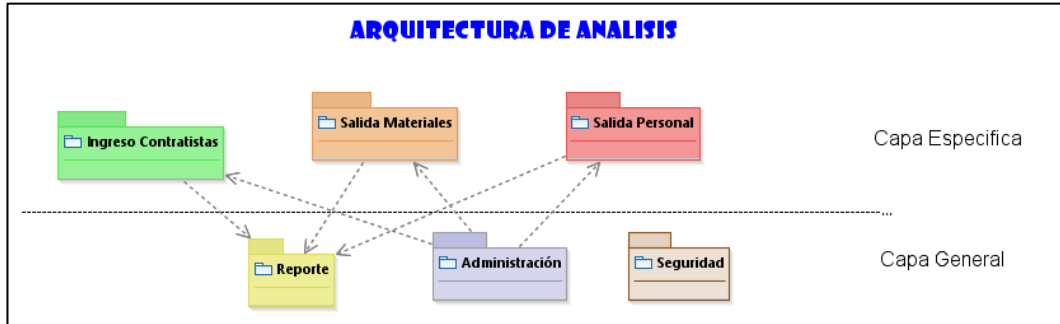 ARQUITECTURA DE ANALISIS
Ingreso Contratistas
Salida Materiales
Salida Personal
Capa Especifica
...
Reporte
Administración
Seguridad
Capa General